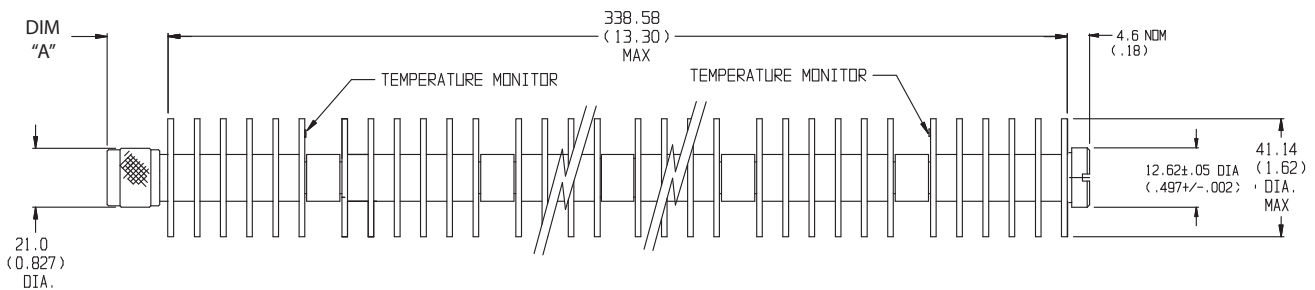 DIM
“A”
338.58
(13.30)
MAX
4.6 NOM
(.18)
TEMPERATURE MONITOR
TEMPERATURE MONITOR
21.0
(0.827)
DIA.
12.62±.05 DIA
(.497+/-.002)
41.14
(1.62)
DIA.
MAX